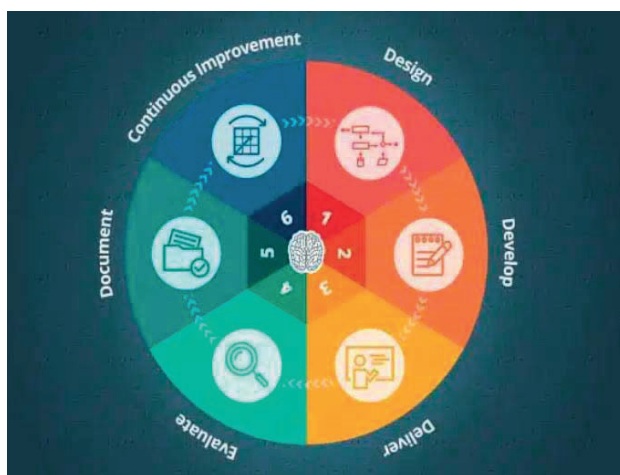 Continuous Improvement
Design
Develop
Deliver
Evaluate
Document
1
2
3
4
5
6